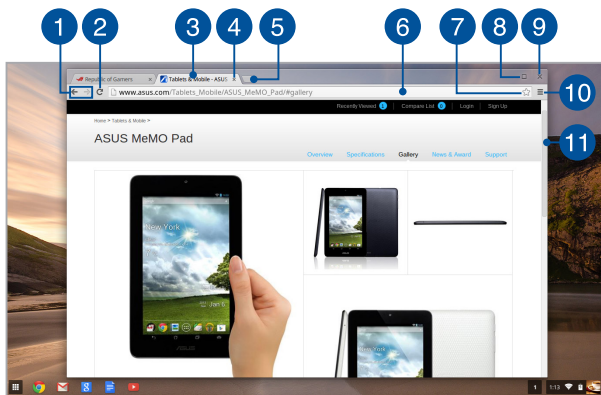 1 2 3 4 5 6 7 8 9
Republic of Gamers × Tablets & Mobile - ASUS ×
www.asus.com/Tablets_Mobile/ASUS_MeMO_Pad/#gallery
10
Recently Viewed 1 | Compare List 0 | Login | Sign Up
Home > Tablets & Mobile >
ASUS MeMO Pad
11
Overview Specifications Gallery News & Award Support
New York
Jan 6
ASUS
1 1:13